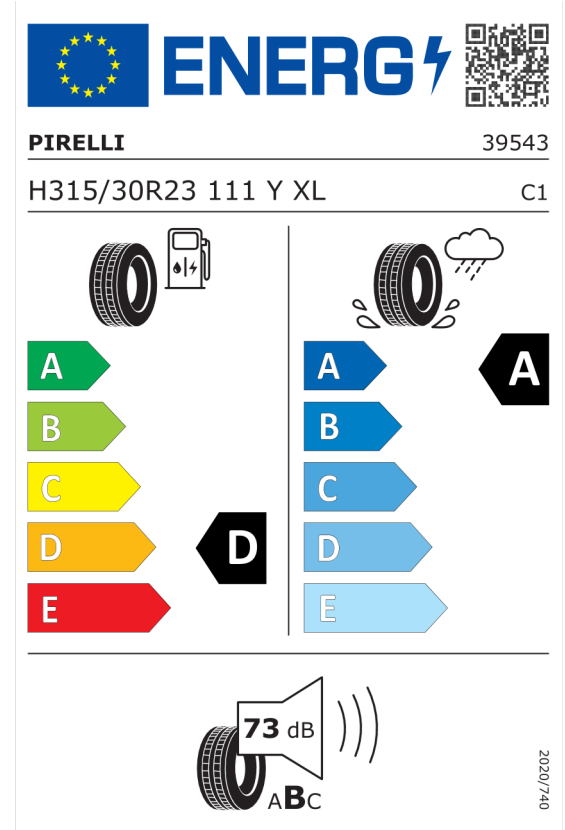 ENERG
PIRELLI 39543
H315/30R23 111 Y XL C1
A A A
B B
C C
D D D
E E
73 dB
ABC
2020/740